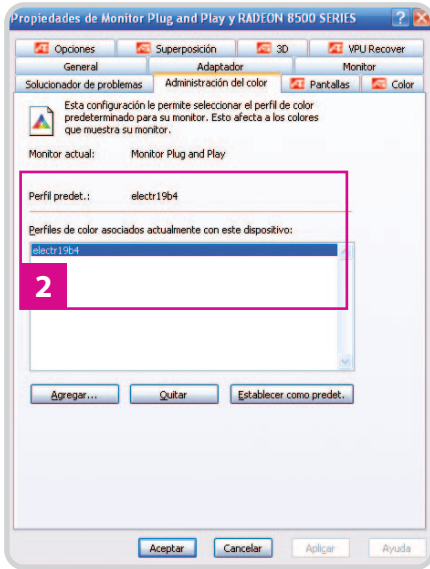 Propiedades de Monitor Plug and Play y RADEON 8500 SERIES
Opciones
Superposición
3D
VPU Recover
General
Adaptador
Monitor
Solucionador de problemas
Administración del color
Pantallas
Color
Esta configuración le permite seleccionar el perfil de color
predeterminado para su monitor. Esto afecta a los colores
que muestra su monitor.
Monitor actual: Monitor Plug and Play
Perfil predet.: electr19b4
Perfiles de color asociados actualmente con este dispositivo:
electr19b4
2
Agregar...
Quitar
Establecer como predet.
Aceptar
Cancelar
Aplicar
Ayuda